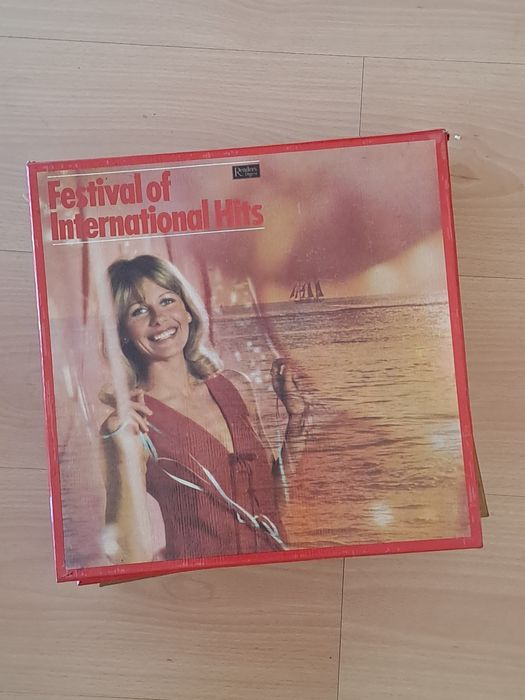 Reader's
Digest
Festival of
International Hits